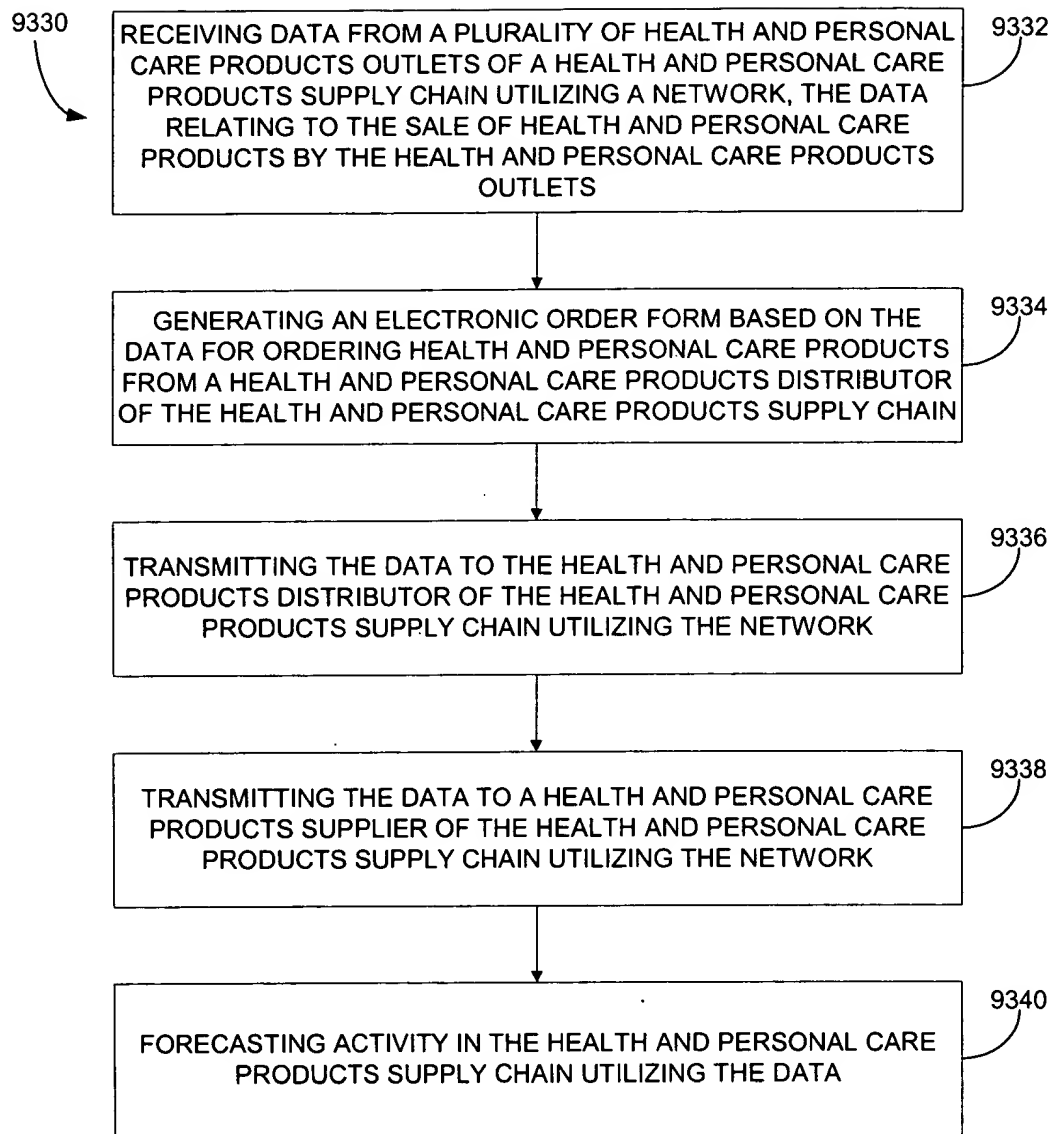 9330
9332
RECEIVING DATA FROM A PLURALITY OF HEALTH AND PERSONAL
CARE PRODUCTS OUTLETS OF A HEALTH AND PERSONAL CARE
PRODUCTS SUPPLY CHAIN UTILIZING A NETWORK, THE DATA
RELATING TO THE SALE OF HEALTH AND PERSONAL CARE
PRODUCTS BY THE HEALTH AND PERSONAL CARE PRODUCTS
OUTLETS
9334
GENERATING AN ELECTRONIC ORDER FORM BASED ON THE
DATA FOR ORDERING HEALTH AND PERSONAL CARE PRODUCTS
FROM A HEALTH AND PERSONAL CARE PRODUCTS DISTRIBUTOR
OF THE HEALTH AND PERSONAL CARE PRODUCTS SUPPLY CHAIN
9336
TRANSMITTING THE DATA TO THE HEALTH AND PERSONAL CARE
PRODUCTS DISTRIBUTOR OF THE HEALTH AND PERSONAL CARE
PRODUCTS SUPPLY CHAIN UTILIZING THE NETWORK
9338
TRANSMITTING THE DATA TO A HEALTH AND PERSONAL CARE
PRODUCTS SUPPLIER OF THE HEALTH AND PERSONAL CARE
PRODUCTS SUPPLY CHAIN UTILIZING THE NETWORK
9340
FORECASTING ACTIVITY IN THE HEALTH AND PERSONAL CARE
PRODUCTS SUPPLY CHAIN UTILIZING THE DATA